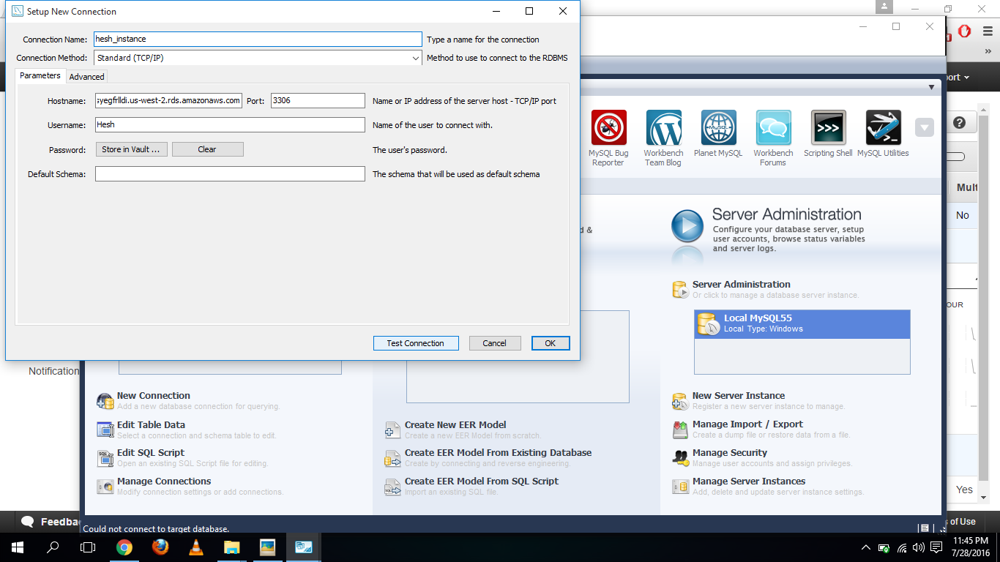 Setup New Connection
Connection Name: hesh_instance Type a name for the connection
Connection Method: Standard (TCP/IP) Method to use to connect to the RDBMS
Parameters Advanced
Hostname: yegfrlldi.us-west-2.rds.amazonaws.com Port: 3306 Name or IP address of the server host - TCP/IP port
Username: Hesh Name of the user to connect with.
Password: Store in Vault ... Clear The user's password.
Default Schema: The schema that will be used as default schema
Test Connection Cancel OK
port
MySQL Bug
Reporter
Workbench
Team Blog
Planet MySQL
Workbench
Forums
Scripting Shell
MySQL Utilities
Mult
No
d &
Server Administration
Configure your database server, setup
user accounts, browse status variables
and server logs.
Server Administration
Or click to manage a database server instance.
OUR
Local MySQL55
Local Type: Windows
Notification
New Connection
Add a new database connection for querying.
Edit Table Data
Select a connection and schema table to edit.
Edit SQL Script
Open an existing SQL Script file for editing.
Manage Connections
Modify connection settings or add connections.
Create New EER Model
Create a new EER Model from scratch.
Create EER Model From Existing Database
Create by connecting and reverse engineering.
Create EER Model From SQL Script
Import an existing SQL file.
New Server Instance
Register a new server instance to manage.
Manage Import / Export
Create a dump file or restore data from a file.
Manage Security
Manage user accounts and assign privileges.
Manage Server Instances
Add, delete and update server instance settings.
Yes
Feedba
Could not connect to target database.
s of Use
11:45 PM
7/28/2016